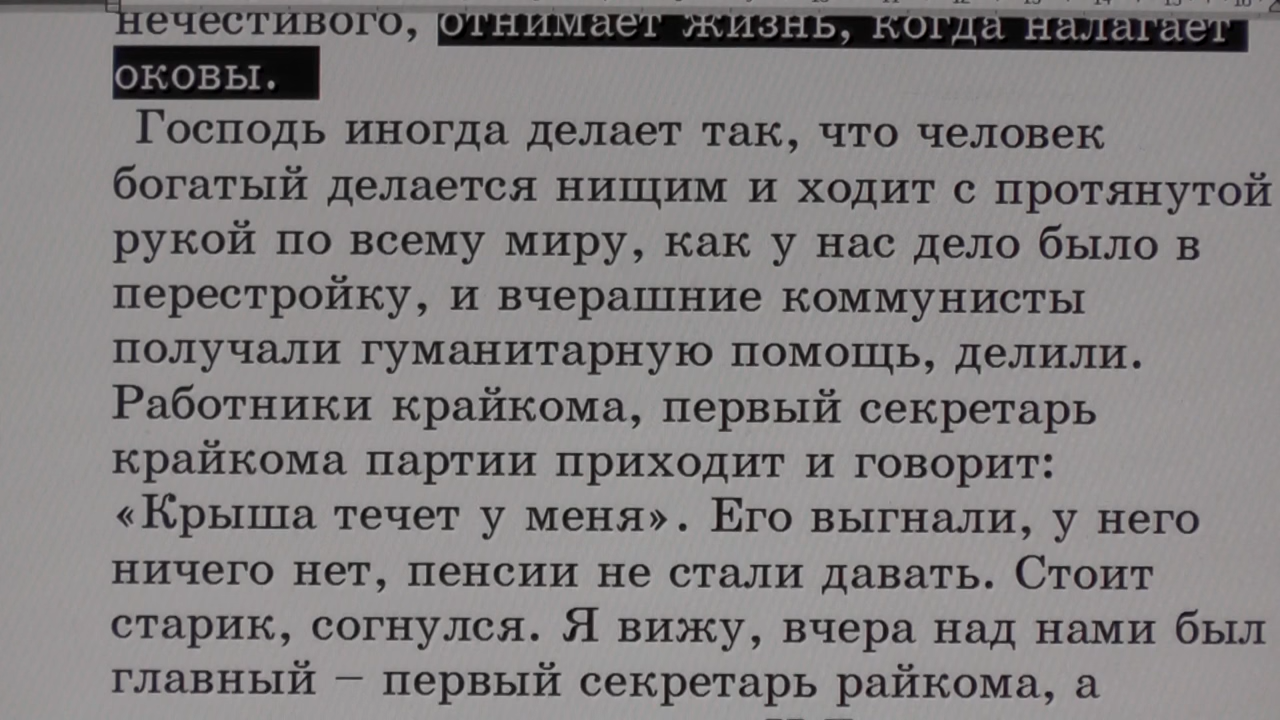 нечестивого, отнимает жизнь, когда налагает
оковы.
Господь иногда делает так, что человек
богатый делается нищим и ходит с протянутой
рукой по всему миру, как у нас дело было в
перестройку, и вчерашние коммунисты
получали гуманитарную помощь, делили.
Работники крайкома, первый секретарь
крайкома партии приходит и говорит:
«Крыша течет у меня». Его выгнали, у него
ничего нет, пенсии не стали давать. Стоит
старик, согнулся. Я вижу, вчера над нами был
главный – первый секретарь райкома, а